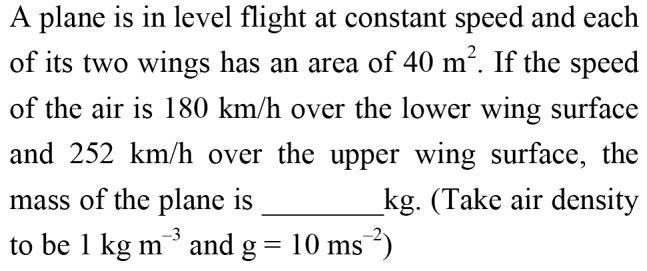 A plane is in level flight at constant speed and each
of its two wings has an area of 40 m². If the speed
of the air is 180 km/h over the lower wing surface
and 252 km/h over the upper wing surface, the
mass of the plane is ________kg. (Take air density
to be 1 kg m⁻³ and g = 10 ms⁻²)